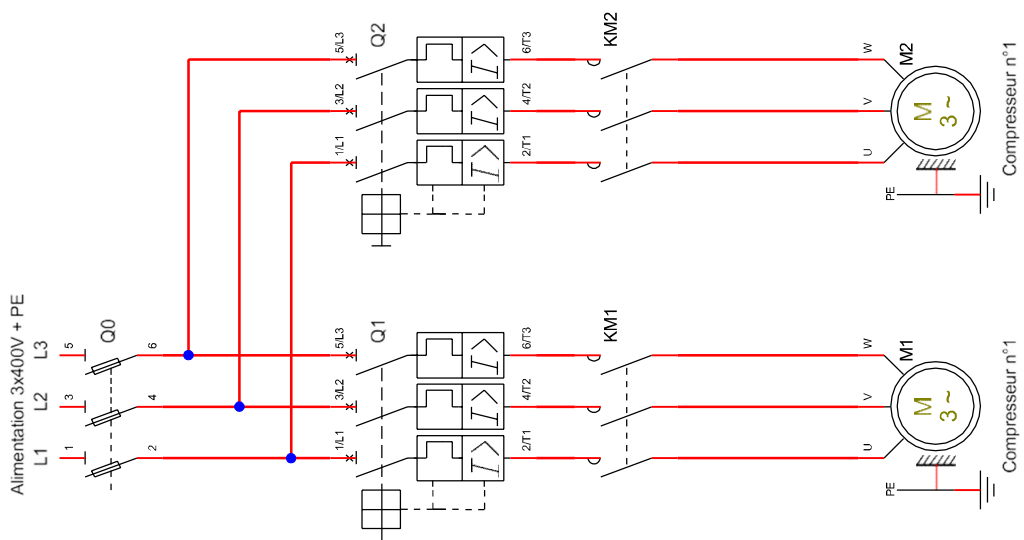 Alimentation 3x400V + PE
L1 L2 L3
1 3 5
Q0
2 4 6
1/L1 3/L2 5/L3 1/L1 3/L2 5/L3
Q1 Q2
I> I> I> I> I> I>
2/T1 4/T2 6/T3 2/T1 4/T2 6/T3
KM1 KM2
U V W U V W
PE M1 PE M2
M M
3~ 3~
Compresseur n°1 Compresseur n°1